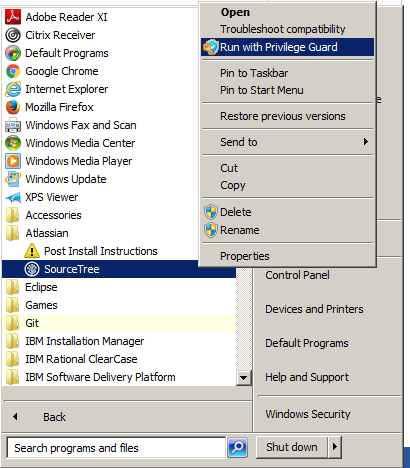 Adobe Reader XI
Citrix Receiver
Default Programs
Google Chrome
Internet Explorer
Mozilla Firefox
Windows Fax and Scan
Windows Media Center
Windows Media Player
Windows Update
XPS Viewer
Accessories
Atlassian
Post Install Instructions
SourceTree
Eclipse
Games
Git
IBM Installation Manager
IBM Rational ClearCase
IBM Software Delivery Platform
Back
Search programs and files
Open
Troubleshoot compatibility
Run with Privilege Guard
Pin to Taskbar
Pin to Start Menu
Restore previous versions
Send to
Cut
Copy
Delete
Rename
Properties
Control Panel
Devices and Printers
Default Programs
Help and Support
Windows Security
Shut down